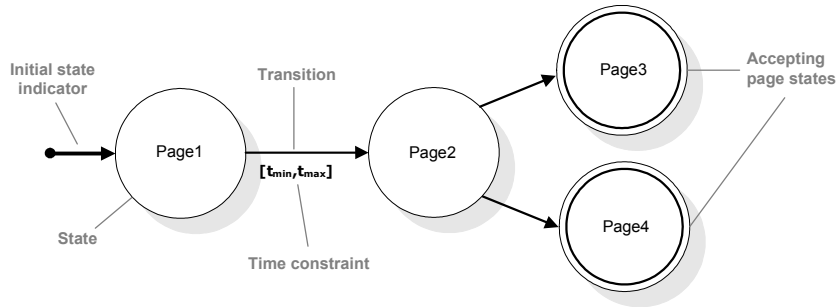 Initial state
indicator
Transition
Accepting
page states
Page1
Page2
Page3
Page4
[tmin,tmax]
State
Time constraint